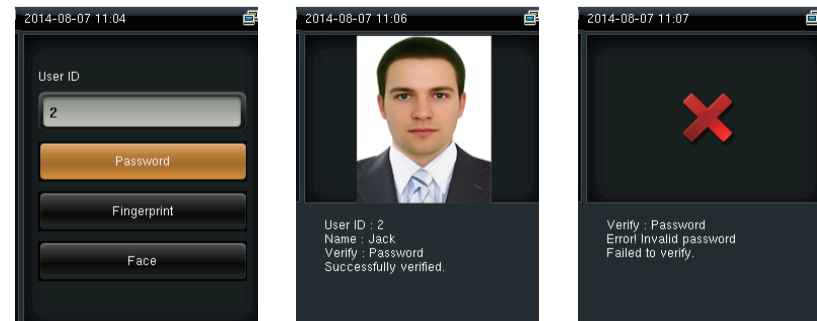 2014-08-07 11:04
User ID
2
Password
Fingerprint
Face
2014-08-07 11:06
User ID : 2
Name : Jack
Verify : Password
Successfully verified.
2014-08-07 11:07
Verify : Password
Error! Invalid password
Failed to verify.